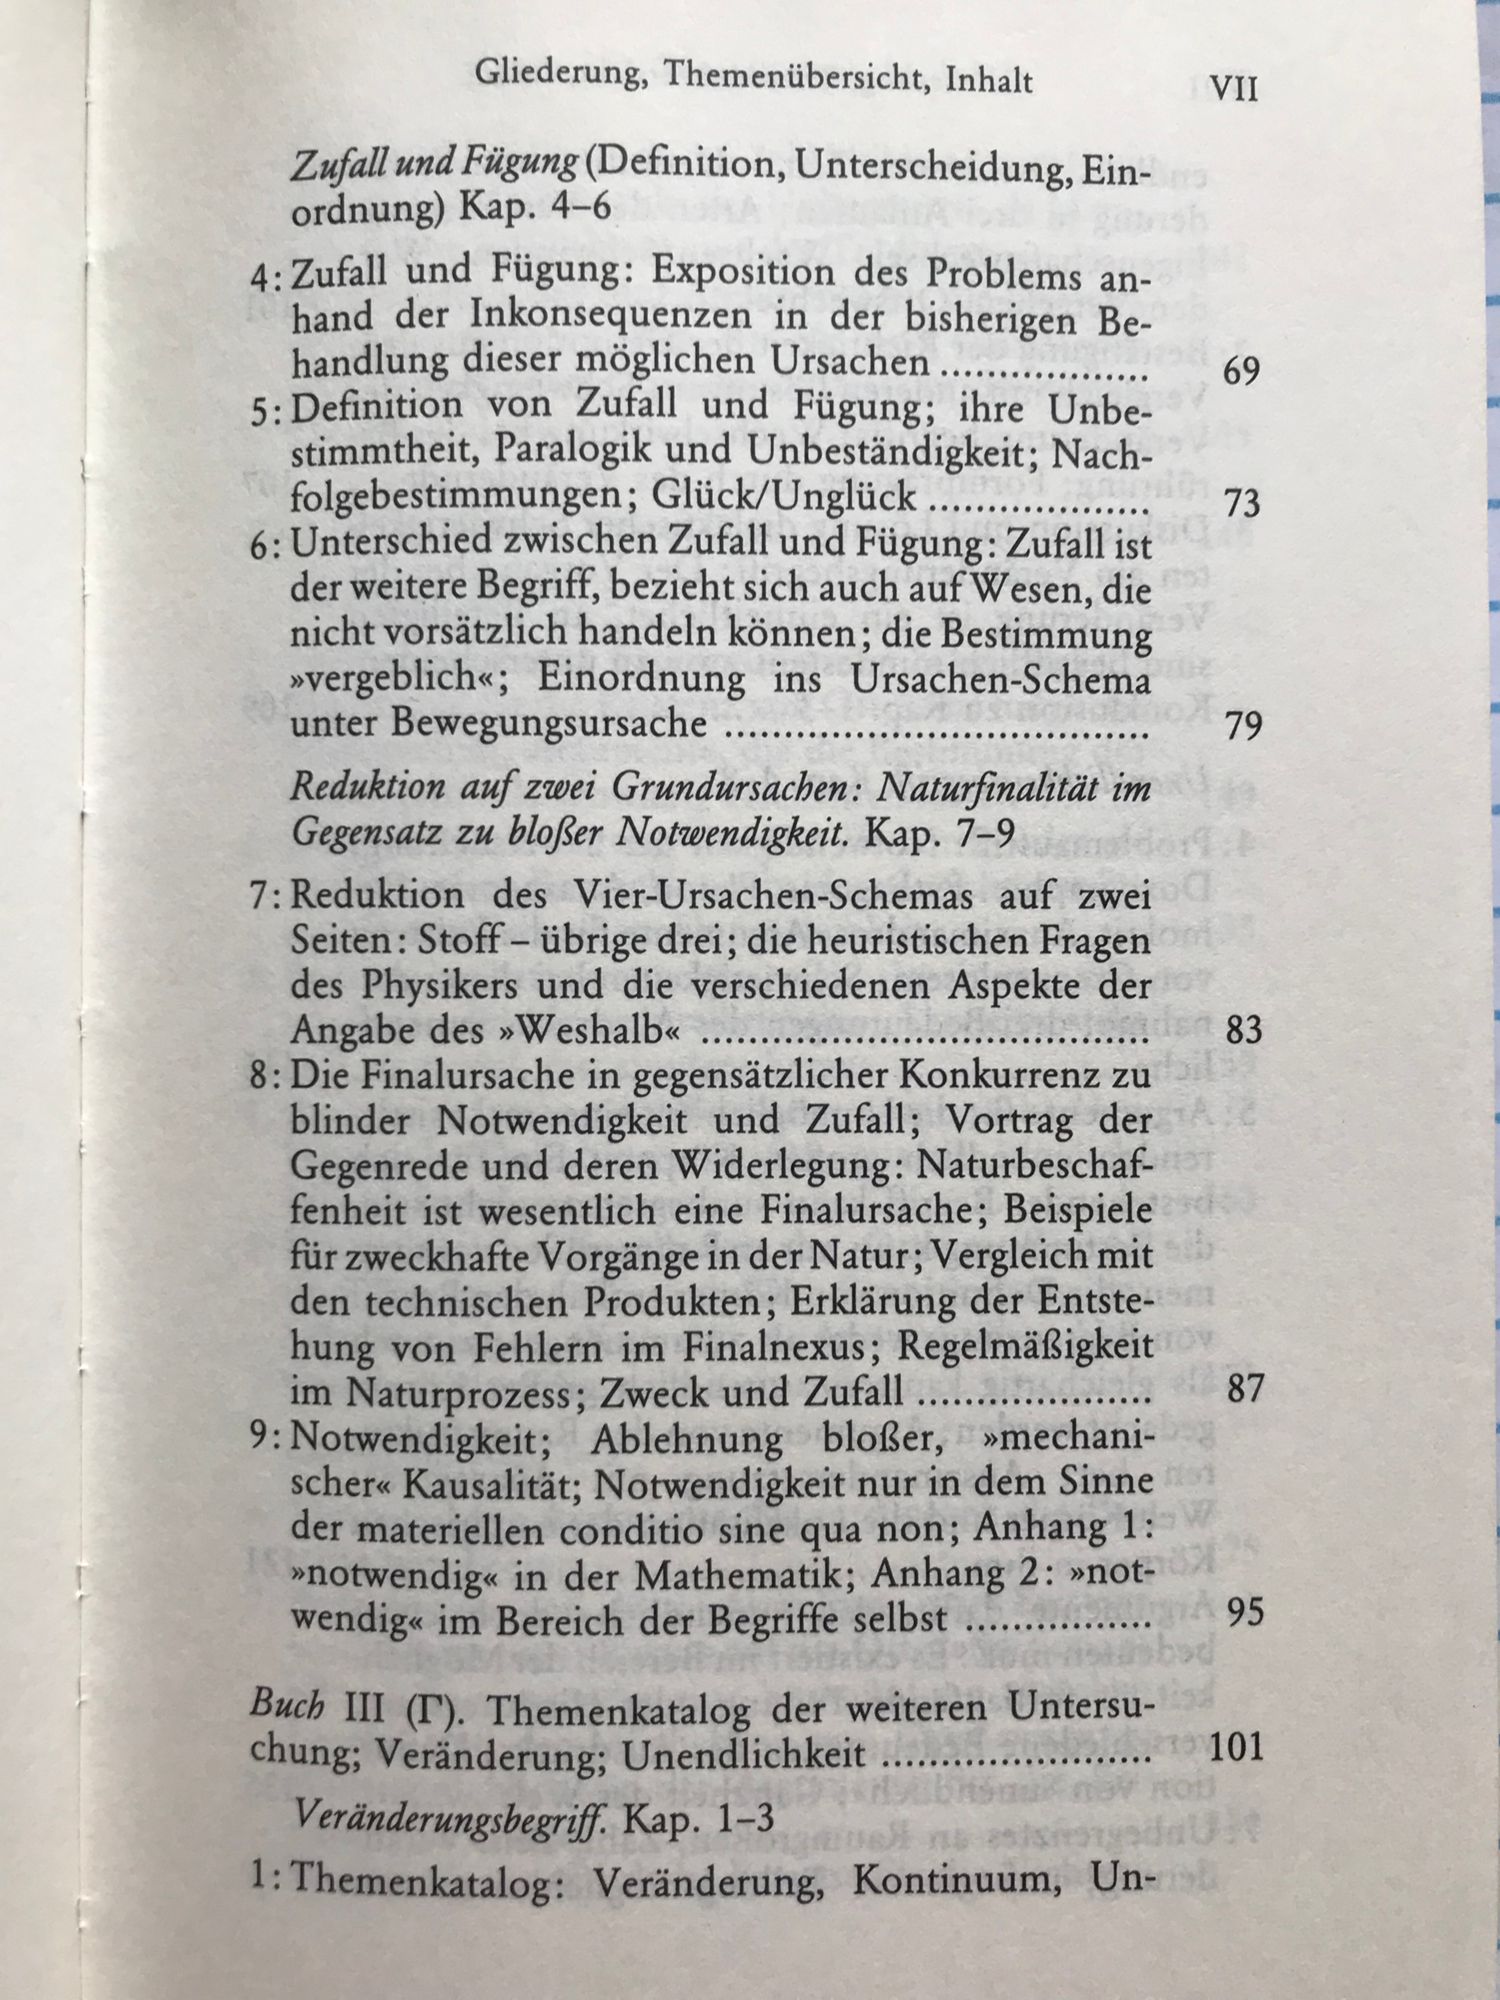 Gliederung, Themenübersicht, Inhalt VII
Zufall und Fügung (Definition, Unterscheidung, Ein-
ordnung) Kap. 4–6
4: Zufall und Fügung: Exposition des Problems an-
hand der Inkonsequenzen in der bisherigen Be-
handlung dieser möglichen Ursachen .................. 69
5: Definition von Zufall und Fügung; ihre Unbe-
stimmtheit, Paralogik und Unbeständigkeit; Nach-
folgebestimmungen; Glück/Unglück ................... 73
6: Unterschied zwischen Zufall und Fügung: Zufall ist
der weitere Begriff, bezieht sich auch auf Wesen, die
nicht vorsätzlich handeln können; die Bestimmung
»vergeblich«; Einordnung ins Ursachen-Schema
unter Bewegungsursache .................................... 79
Reduktion auf zwei Grundursachen: Naturfinalität im
Gegensatz zu bloßer Notwendigkeit. Kap. 7–9
7: Reduktion des Vier-Ursachen-Schemas auf zwei
Seiten: Stoff – übrige drei; die heuristischen Fragen
des Physikers und die verschiedenen Aspekte der
Angabe des »Weshalb« ...................................... 83
8: Die Finalursache in gegensätzlicher Konkurrenz zu
blinder Notwendigkeit und Zufall; Vortrag der
Gegenrede und deren Widerlegung: Naturbeschaf-
fenheit ist wesentlich eine Finalursache; Beispiele
für zweckhafte Vorgänge in der Natur; Vergleich mit
den technischen Produkten; Erklärung der Entste-
hung von Fehlern im Finalnexus; Regelmäßigkeit
im Naturprozess; Zweck und Zufall .................... 87
9: Notwendigkeit; Ablehnung bloßer, »mechani-
scher« Kausalität; Notwendigkeit nur in dem Sinne
der materiellen conditio sine qua non; Anhang 1:
»notwendig« in der Mathematik; Anhang 2: »not-
wendig« im Bereich der Begriffe selbst ................ 95
Buch III (Γ). Themenkatalog der weiteren Untersu-
chung; Veränderung; Unendlichkeit ....................... 101
Veränderungsbegriff. Kap. 1–3
1: Themenkatalog: Veränderung, Kontinuum, Un-